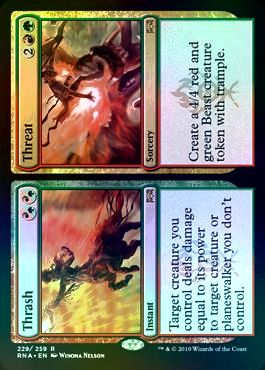 Threat
2
Sorcery
Create a 4/4 red and
green Beast creature
token with trample.
Thrash
Instant
Target creature you
control deals damage
equal to its power
to target creature or
planeswalker you don't
control.
229/259 R
RNA • EN Winona Nelson
™ & © 2019 Wizards of the Coast